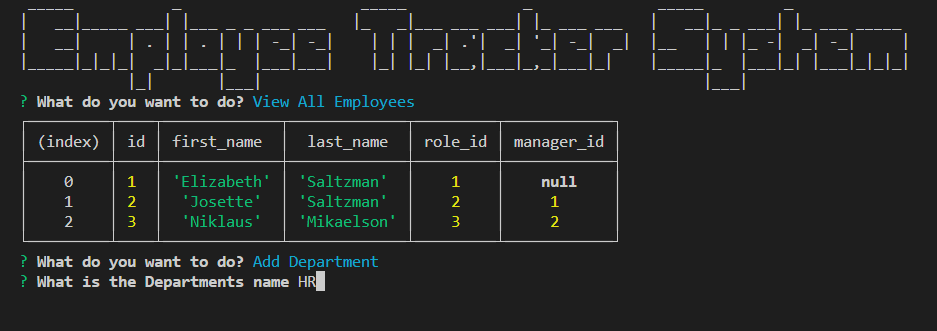 Employee Tracker System
? What do you want to do? View All Employees
(index) id first_name last_name role_id manager_id
0 1 'Elizabeth' 'Saltzman' 1 null
1 2 'Josette' 'Saltzman' 2 1
2 3 'Niklaus' 'Mikaelson' 3 2
? What do you want to do? Add Department
? What is the Departments name HR